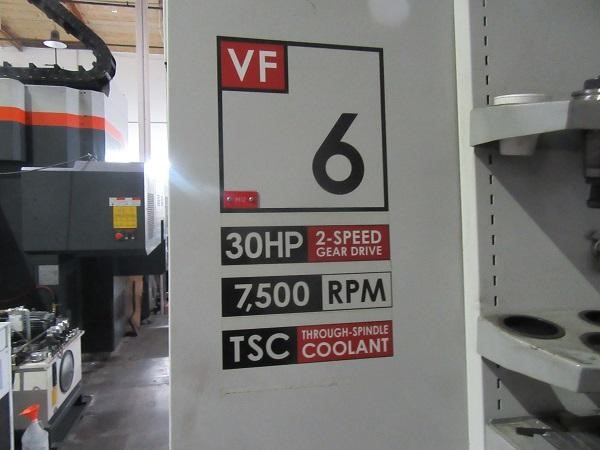 VF
6
30HP 2-SPEED
GEAR DRIVE
7,500 RPM
TSC THROUGH-SPINDLE
COOLANT